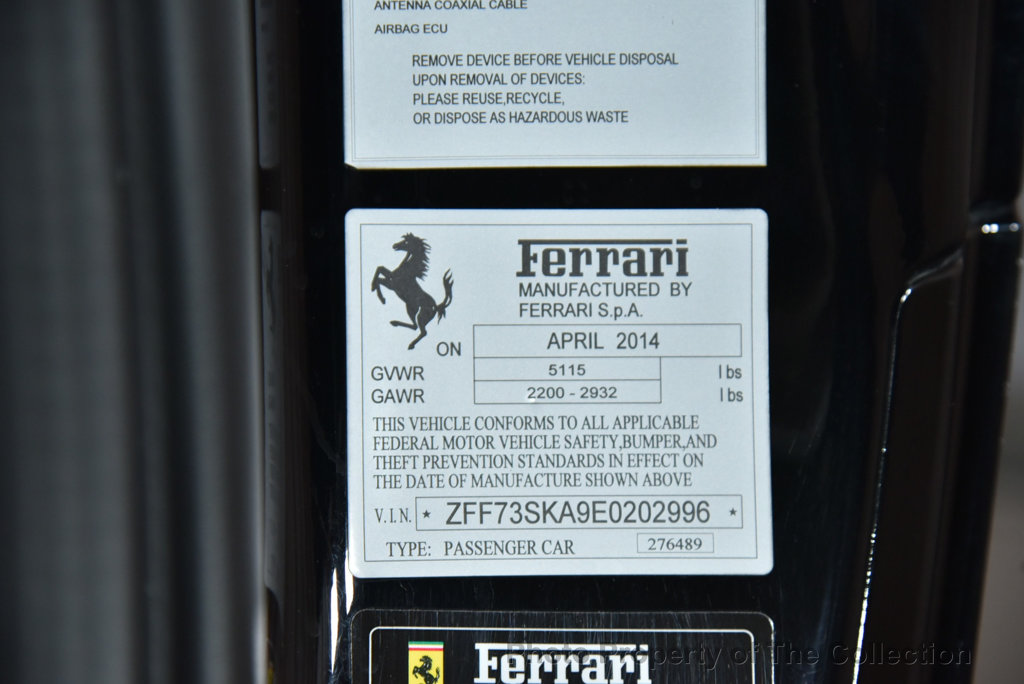 ANTENNA COAXIAL CABLE
AIRBAG ECU
REMOVE DEVICE BEFORE VEHICLE DISPOSAL
UPON REMOVAL OF DEVICES:
PLEASE REUSE,RECYCLE,
OR DISPOSE AS HAZARDOUS WASTE
Ferrari
MANUFACTURED BY
FERRARI S.p.A.
ON APRIL 2014
GVWR 5115 lbs
GAWR 2200 - 2932 lbs
THIS VEHICLE CONFORMS TO ALL APPLICABLE
FEDERAL MOTOR VEHICLE SAFETY,BUMPER,AND
THEFT PREVENTION STANDARDS IN EFFECT ON
THE DATE OF MANUFACTURE SHOWN ABOVE
V.I.N. * ZFF73SKA9E0202996 *
TYPE: PASSENGER CAR 276489
Ferrari
Photo Property of The Collection